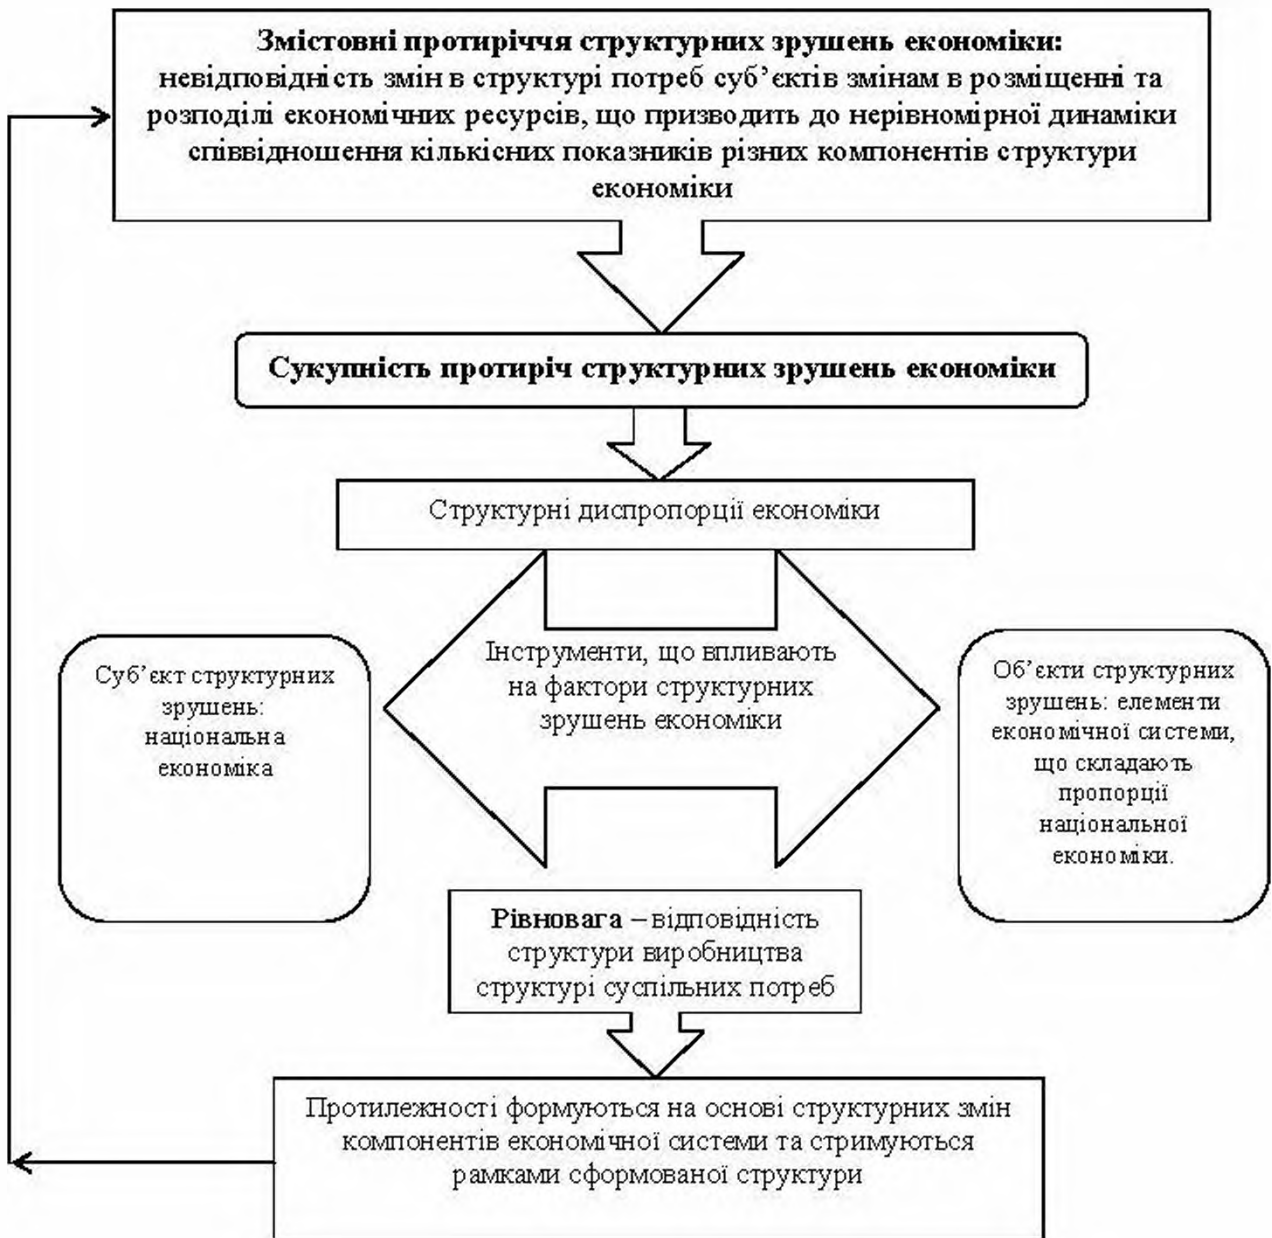 Змістовні протиріччя структурних зрушень економіки:
невідповідність змін в структурі потреб суб’єктів змінам в розміщенні та
розподілі економічних ресурсів, що призводить до нерівномірної динаміки
співвідношення кількісних показників різних компонентів структури
економіки
Сукупність протиріч структурних зрушень економіки
Структурні диспропорції економіки
Суб’єкт структурних
зрушень:
національна
економіка
Інструменти, що впливають
на фактори структурних
зрушень економіки
Об’єкти структурних
зрушень: елементи
економічної системи,
що складають
пропорції
національної
економіки.
Рівновага – відповідність
структури виробництва
структурі суспільних потреб
Протилежності формуються на основі структурних змін
компонентів економічної системи та стримуються
рамками сформованої структури